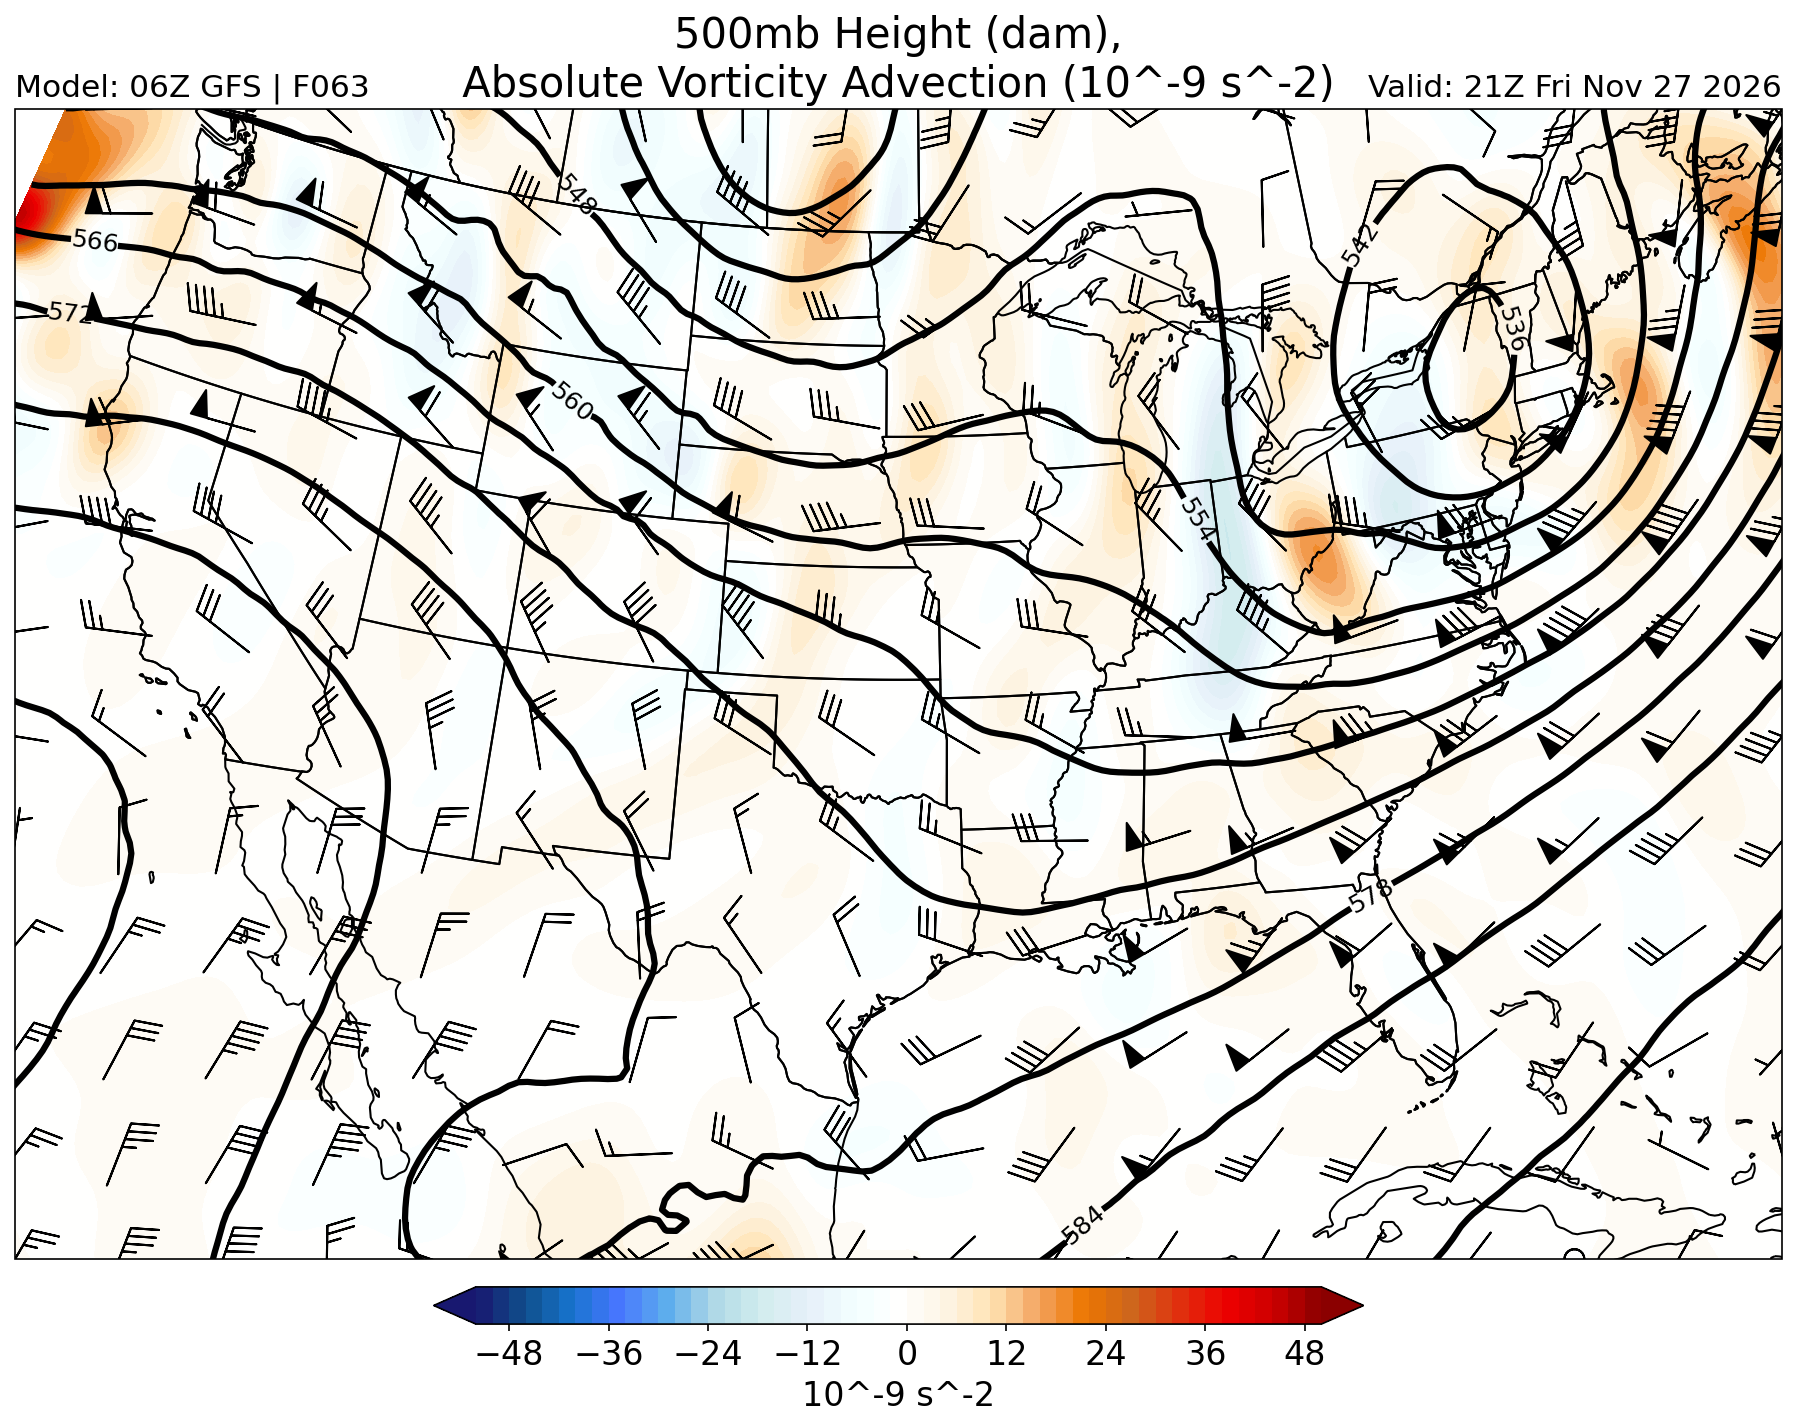 500mb Height (dam),
Model: 06Z GFS | F063
Absolute Vorticity Advection (10^-9 s^-2)
Valid: 21Z Fri Nov 27 2026
548
542
566
572
536
560
554
578
584
−48 −36 −24 −12 0 12 24 36 48
10^-9 s^-2